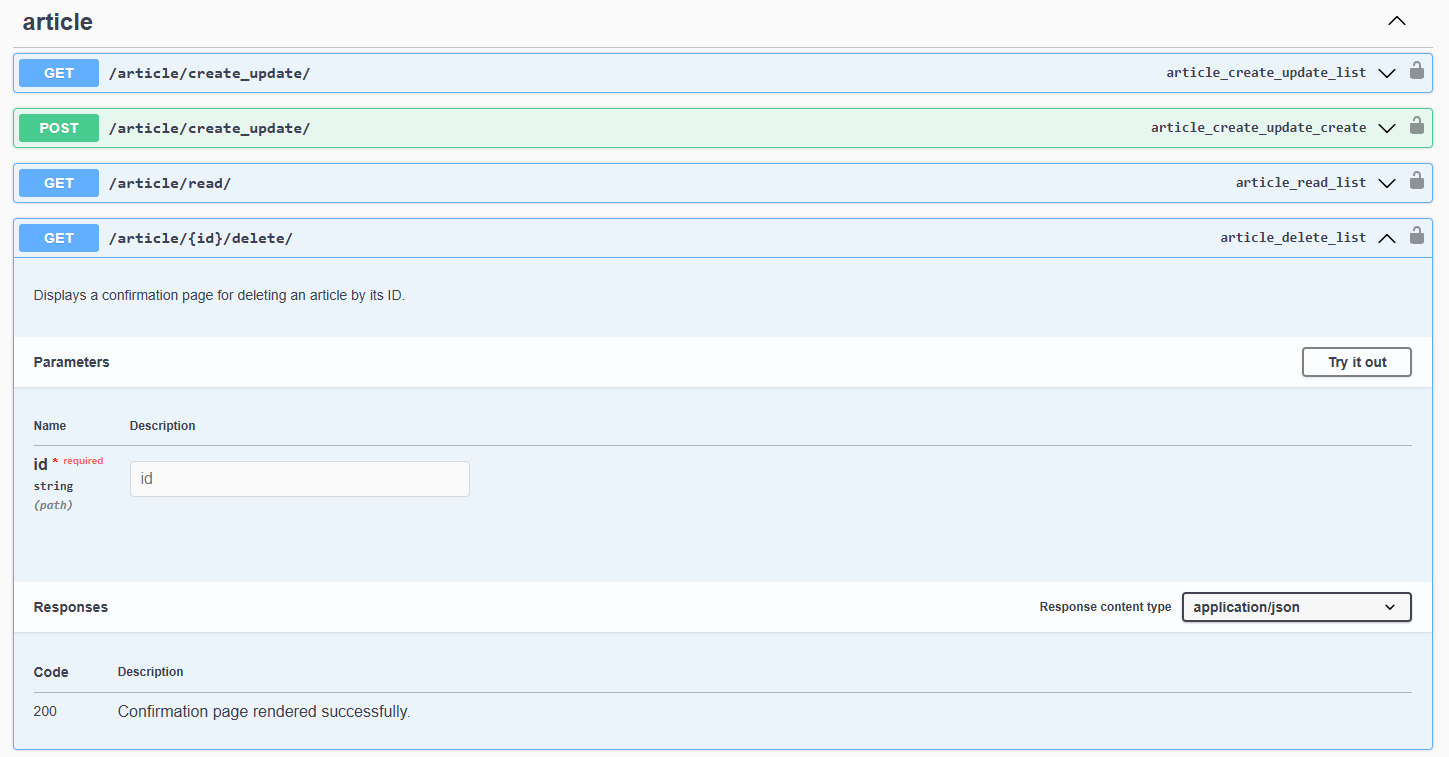 article
GET /article/create_update/ article_create_update_list
POST /article/create_update/ article_create_update_create
GET /article/read/ article_read_list
GET /article/{id}/delete/ article_delete_list
Displays a confirmation page for deleting an article by its ID.
Parameters Try it out
Name Description
id * required
string
(path)
id
Responses Response content type application/json
Code Description
200 Confirmation page rendered successfully.